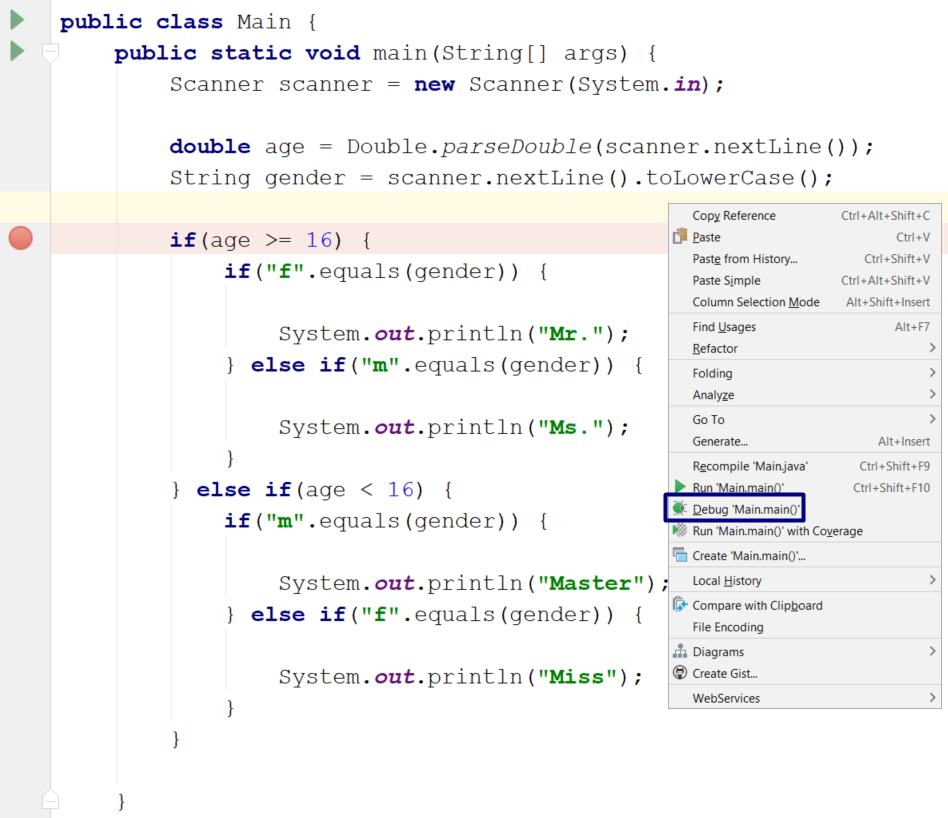 public class Main {
public static void main(String[] args) {
Scanner scanner = new Scanner(System.in);
double age = Double.parseDouble(scanner.nextLine());
String gender = scanner.nextLine().toLowerCase();
if(age >= 16) {
if("f".equals(gender)) {
System.out.println("Mr.");
} else if("m".equals(gender)) {
System.out.println("Ms.");
}
} else if(age < 16) {
if("m".equals(gender)) {
System.out.println("Master");
} else if("f".equals(gender)) {
System.out.println("Miss");
}
}
}
Copy Reference Ctrl+Alt+Shift+C
Paste Ctrl+V
Paste from History... Ctrl+Shift+V
Paste Simple Ctrl+Alt+Shift+V
Column Selection Mode Alt+Shift+Insert
Find Usages Alt+F7
Refactor
Folding
Analyze
Go To
Generate... Alt+Insert
Recompile 'Main.java' Ctrl+Shift+F9
Run 'Main.main()' Ctrl+Shift+F10
Debug 'Main.main()'
Run 'Main.main()' with Coverage
Create 'Main.main()'...
Local History
Compare with Clipboard
File Encoding
Diagrams
Create Gist...
WebServices